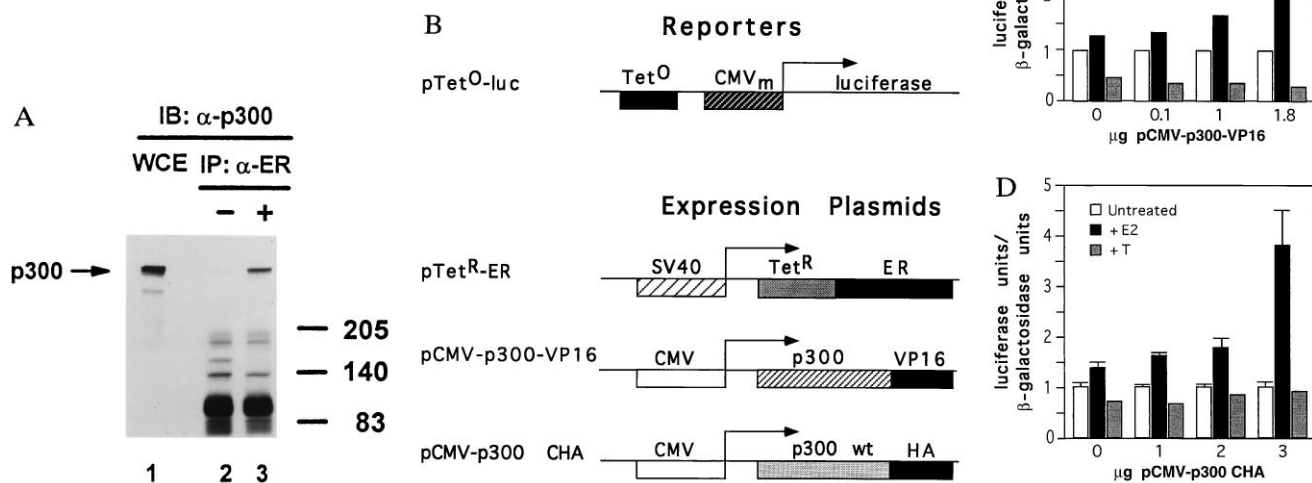 A
IB: α-p300
WCE IP: α-ER
− +
p300
205
140
83
1 2 3
B
Reporters
pTetO-luc
TetO CMVm luciferase
Expression Plasmids
pTetR-ER
SV40 TetR ER
pCMV-p300-VP16
CMV p300 VP16
pCMV-p300 CHA
CMV p300 wt HA
β-galact
1
0
0 0.1 1 1.8
μg pCMV-p300-VP16
D
luciferase units/
β-galactosidase units
5
4
3
2
1
0
Untreated
+ E2
+ T
0 1 2 3
μg pCMV-p300 CHA